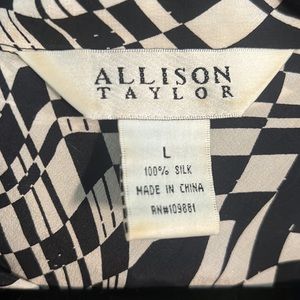 ALLISON
TAYLOR
L
100% SILK
MADE IN CHINA
RN#109881